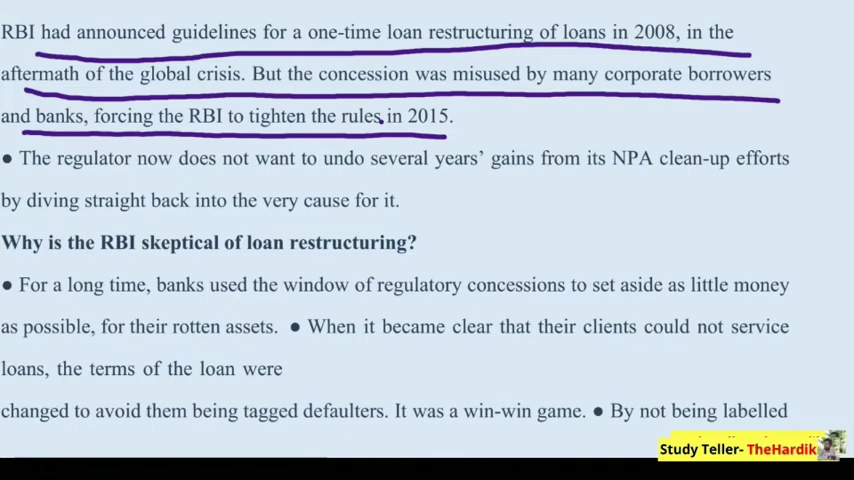 RBI had announced guidelines for a one-time loan restructuring of loans in 2008, in the
aftermath of the global crisis. But the concession was misused by many corporate borrowers
and banks, forcing the RBI to tighten the rules in 2015.
● The regulator now does not want to undo several years’ gains from its NPA clean-up efforts
by diving straight back into the very cause for it.
Why is the RBI skeptical of loan restructuring?
● For a long time, banks used the window of regulatory concessions to set aside as little money
as possible, for their rotten assets. ● When it became clear that their clients could not service
loans, the terms of the loan were
changed to avoid them being tagged defaulters. It was a win-win game. ● By not being labelled
Study Teller- TheHardik